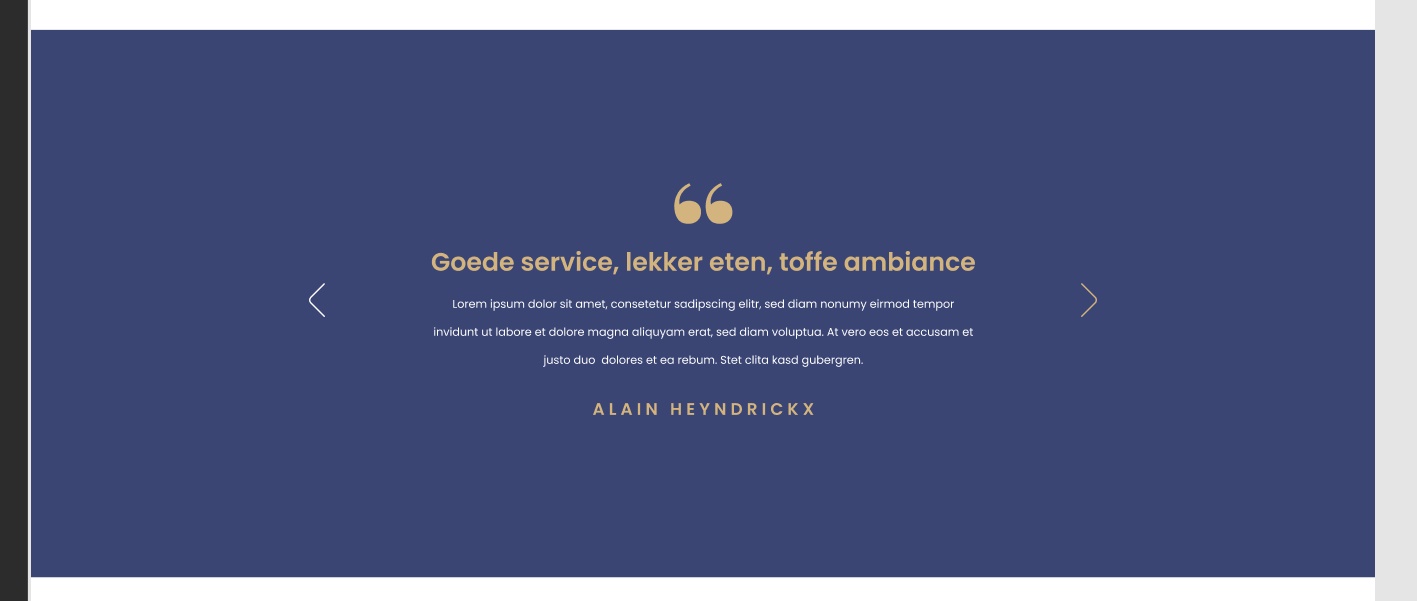 “
Goede service, lekker eten, toffe ambiance
Lorem ipsum dolor sit amet, consetetur sadipscing elitr, sed diam nonumy eirmod tempor
invidunt ut labore et dolore magna aliquyam erat, sed diam voluptua. At vero eos et accusam et
justo duo  dolores et ea rebum. Stet clita kasd gubergren.
ALAIN HEYNDRICKX